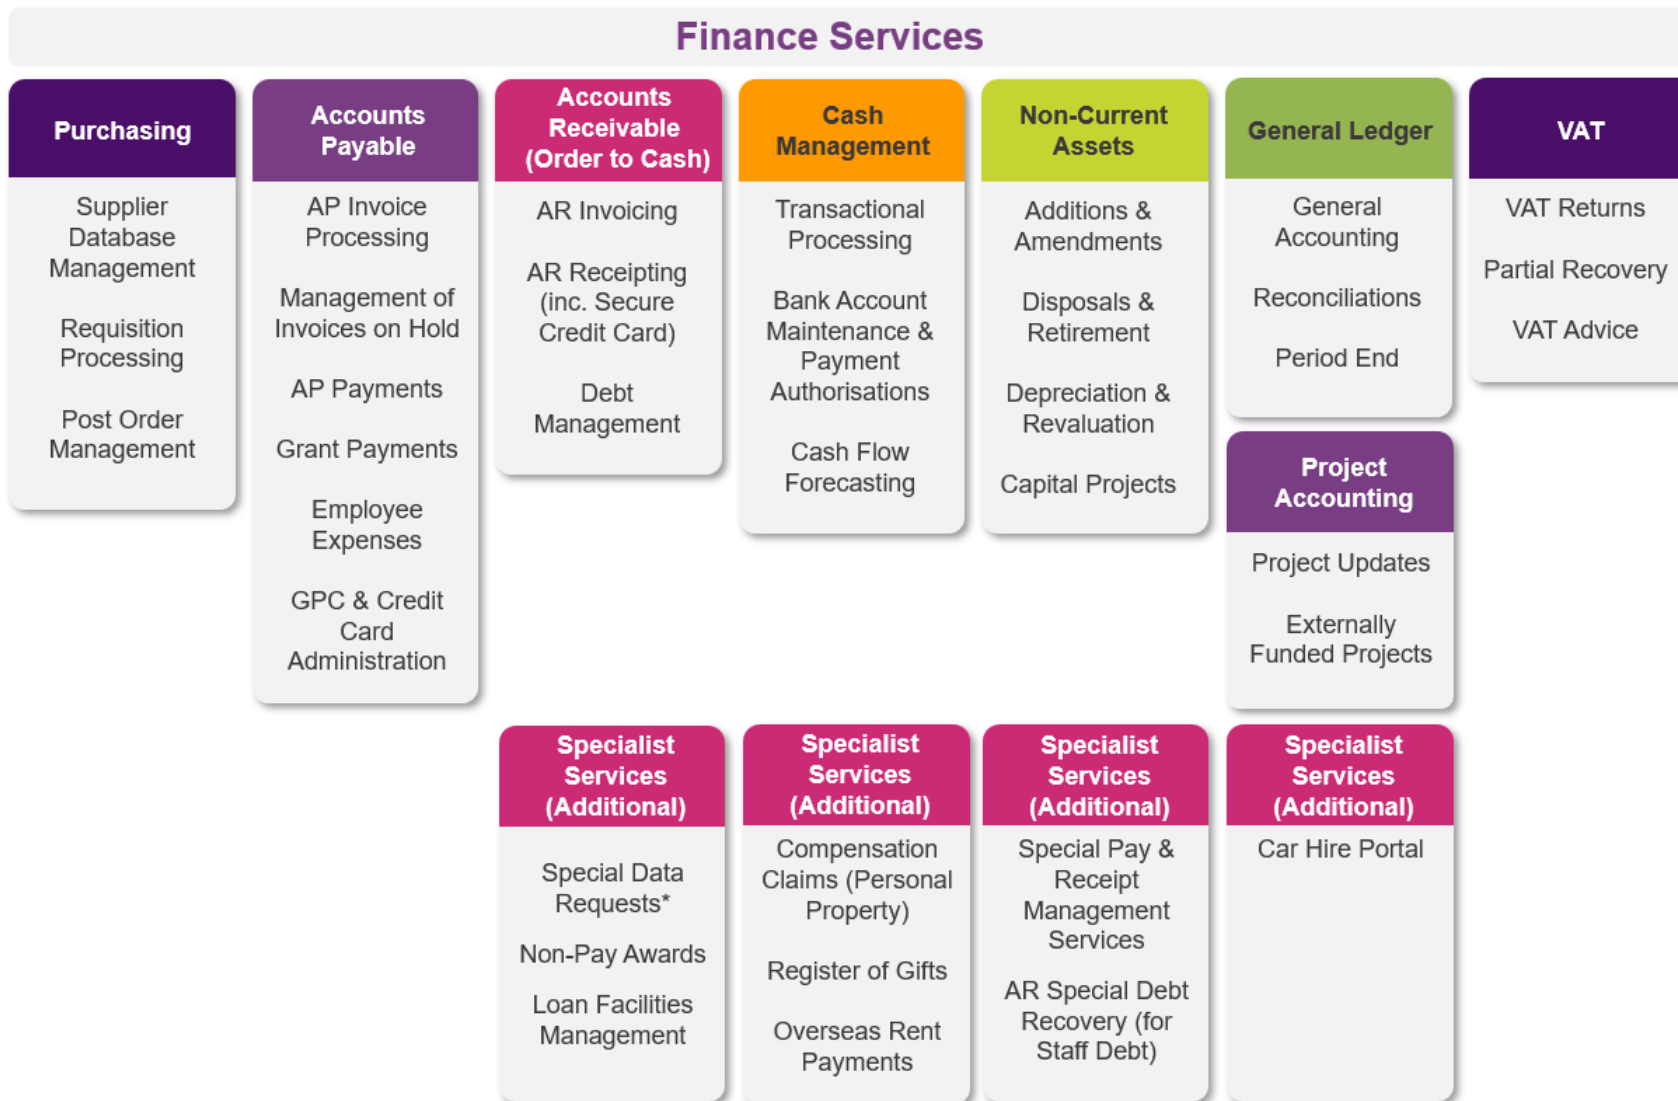 Finance Services
Purchasing
Supplier
Database
Management
Requisition
Processing
Post Order
Management
Accounts
Payable
AP Invoice
Processing
Management of
Invoices on Hold
AP Payments
Grant Payments
Employee
Expenses
GPC & Credit
Card
Administration
Accounts
Receivable
(Order to Cash)
AR Invoicing
AR Receipting
(inc. Secure
Credit Card)
Debt
Management
Cash
Management
Transactional
Processing
Bank Account
Maintenance &
Payment
Authorisations
Cash Flow
Forecasting
Non-Current
Assets
Additions &
Amendments
Disposals &
Retirement
Depreciation &
Revaluation
Capital Projects
General Ledger
General
Accounting
Reconciliations
Period End
Project
Accounting
Project Updates
Externally
Funded Projects
VAT
VAT Returns
Partial Recovery
VAT Advice
Specialist
Services
(Additional)
Special Data
Requests*
Non-Pay Awards
Loan Facilities
Management
Specialist
Services
(Additional)
Compensation
Claims (Personal
Property)
Register of Gifts
Overseas Rent
Payments
Specialist
Services
(Additional)
Special Pay &
Receipt
Management
Services
AR Special Debt
Recovery (for
Staff Debt)
Specialist
Services
(Additional)
Car Hire Portal